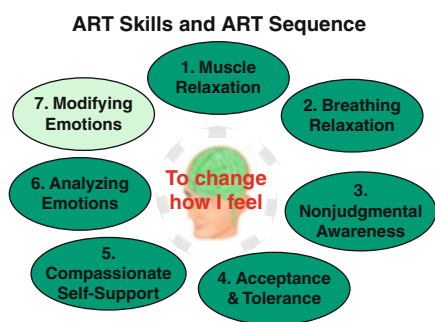 ART Skills and ART Sequence
1. Muscle
Relaxation
2. Breathing
Relaxation
3.
Nonjudgmental
Awareness
4. Acceptance
& Tolerance
5.
Compassionate
Self-Support
6. Analyzing
Emotions
7. Modifying
Emotions
To change
how I feel